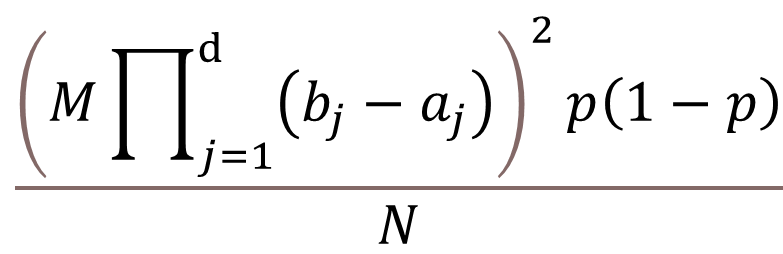 (M∏_{j=1}^{d}(b_j − a_j))^2 p(1 − p)
N